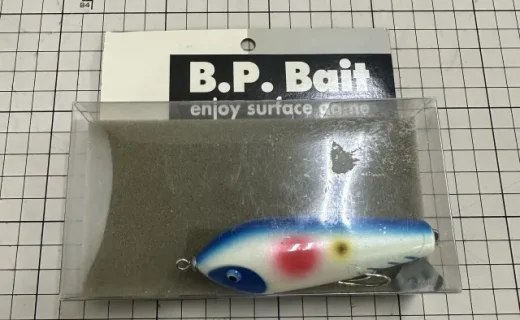 B.P. Bait
enjoy surface game